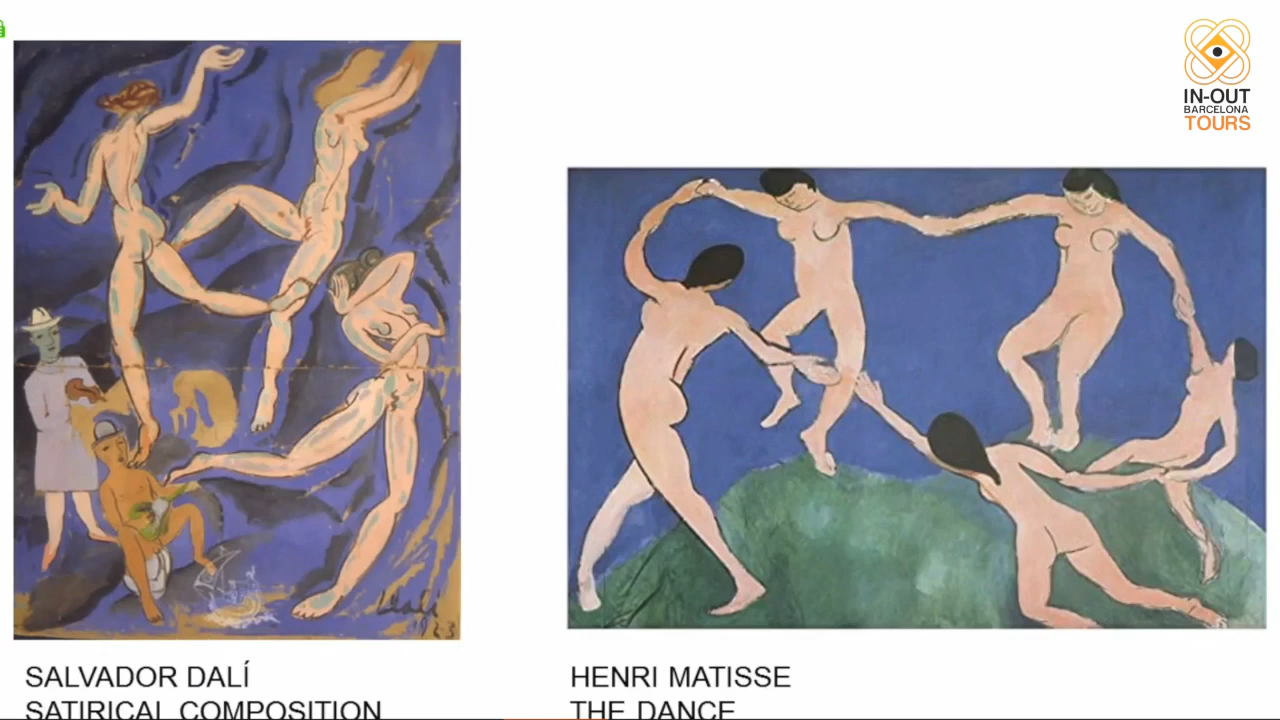 IN-OUT
BARCELONA
TOURS
SALVADOR DALÍ
SATIRICAL COMPOSITION
HENRI MATISSE
THE DANCE